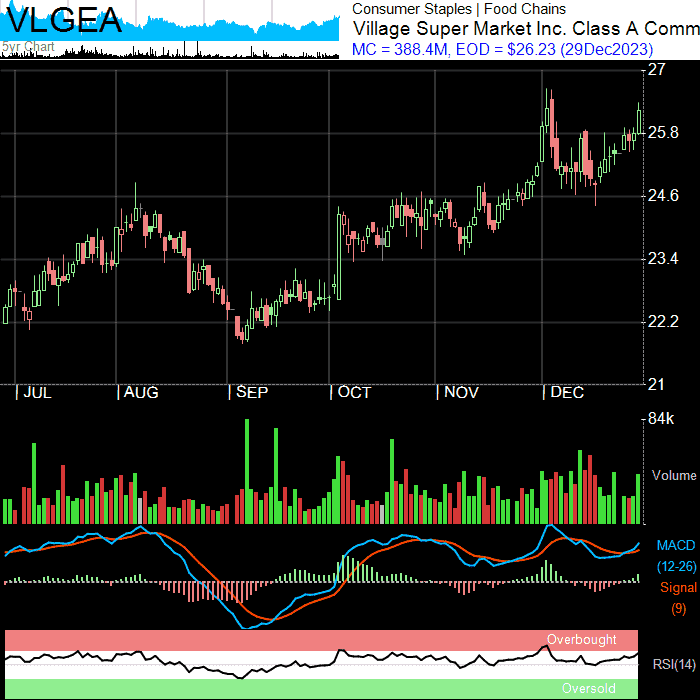 VLGEA
5yr Chart
Consumer Staples | Food Chains
Village Super Market Inc. Class A Comm
MC = 388.4M, EOD = $26.23 (29Dec2023)
27
25.8
24.6
23.4
22.2
21
JUL AUG SEP OCT NOV DEC
84k
Volume
MACD
(12-26)
Signal
(9)
Overbought
RSI(14)
Oversold